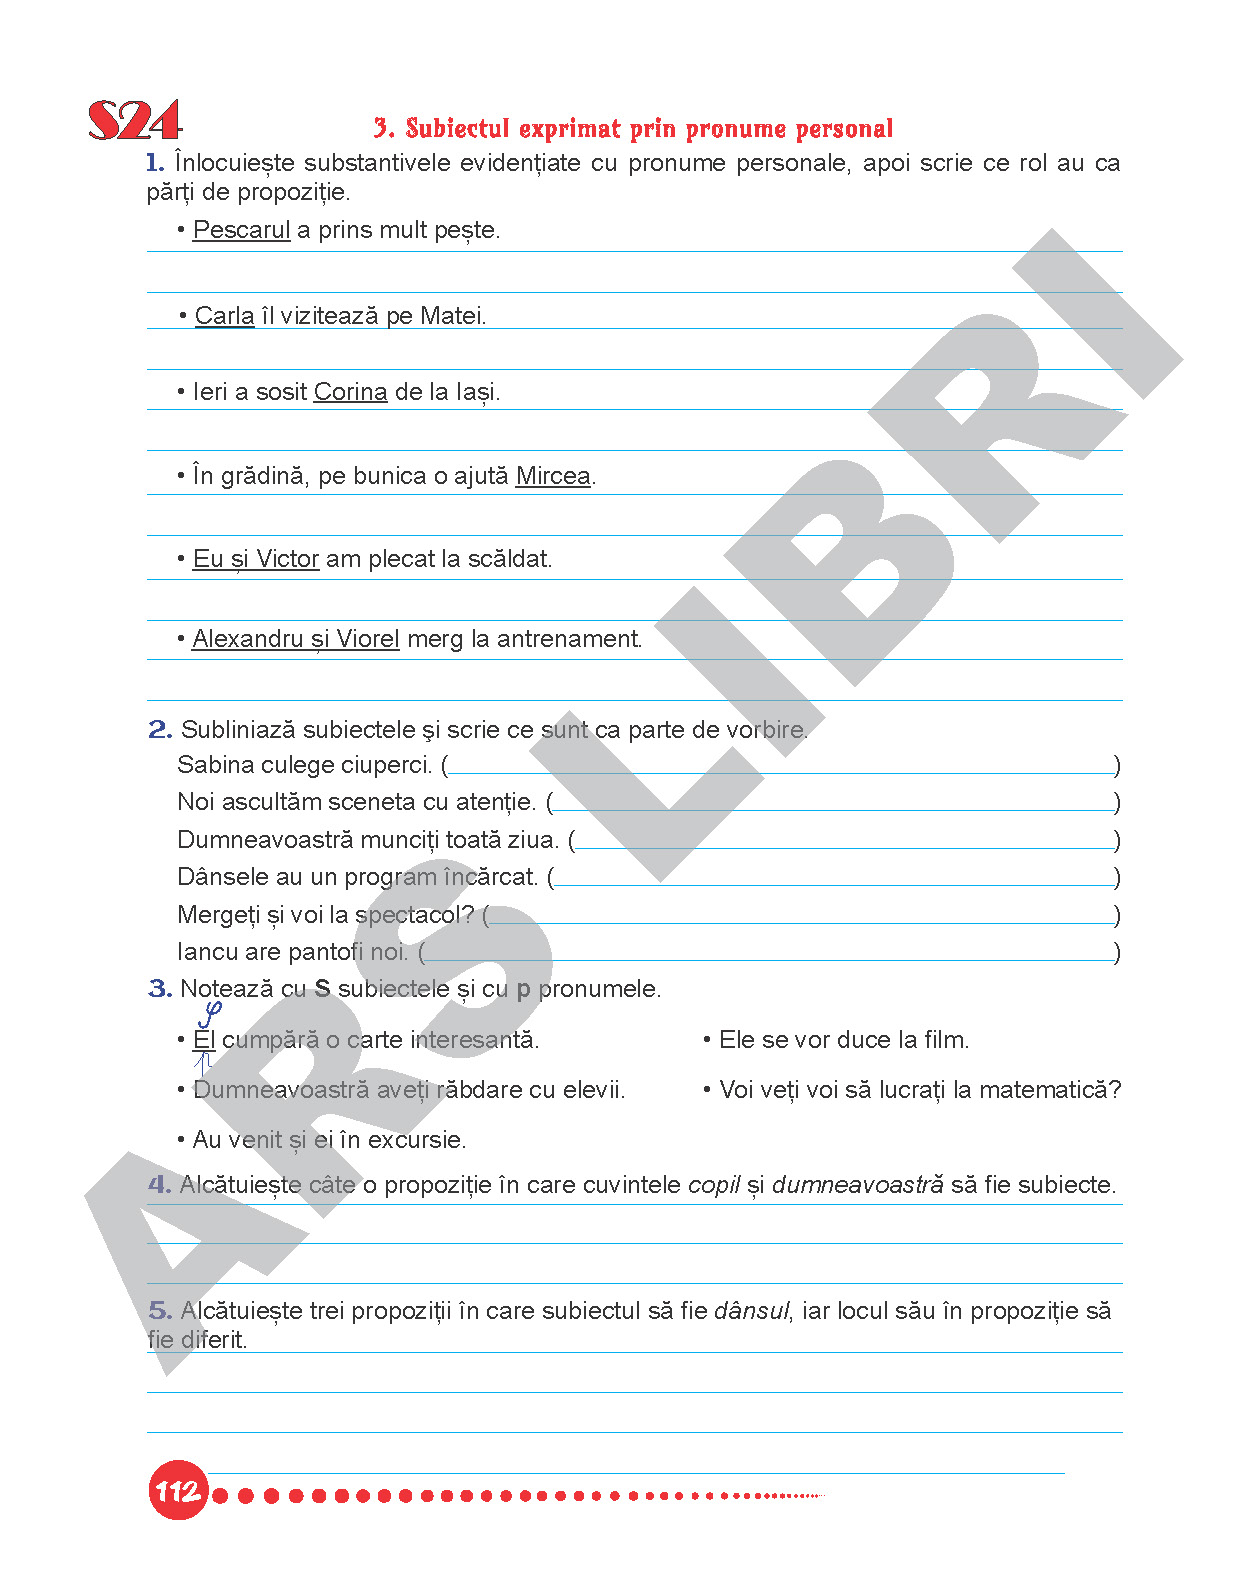 S24
3. Subiectul exprimat prin pronume personal
1. Înlocuiește substantivele evidențiate cu pronume personale, apoi scrie ce rol au ca
părți de propoziție.
• Pescarul a prins mult pește.
• Carla îl vizitează pe Matei.
• Ieri a sosit Corina de la Iași.
• În grădină, pe bunica o ajută Mircea.
• Eu și Victor am plecat la scăldat.
• Alexandru și Viorel merg la antrenament.
2. Subliniază subiectele şi scrie ce sunt ca parte de vorbire.
Sabina culege ciuperci. ( )
Noi ascultăm sceneta cu atenție. ( )
Dumneavoastră munciți toată ziua. ( )
Dânsele au un program încărcat. ( )
Mergeți și voi la spectacol? ( )
Iancu are pantofi noi. ( )
3. Notează cu S subiectele și cu p pronumele.
S
• El cumpără o carte interesantă. • Ele se vor duce la film.
p
• Dumneavoastră aveți răbdare cu elevii. • Voi veți voi să lucrați la matematică?
• Au venit și ei în excursie.
4. Alcătuiește câte o propoziție în care cuvintele copil și dumneavoastră să fie subiecte.
5. Alcătuiește trei propoziții în care subiectul să fie dânsul, iar locul său în propoziție să
fie diferit.
112
ARS LIBRI